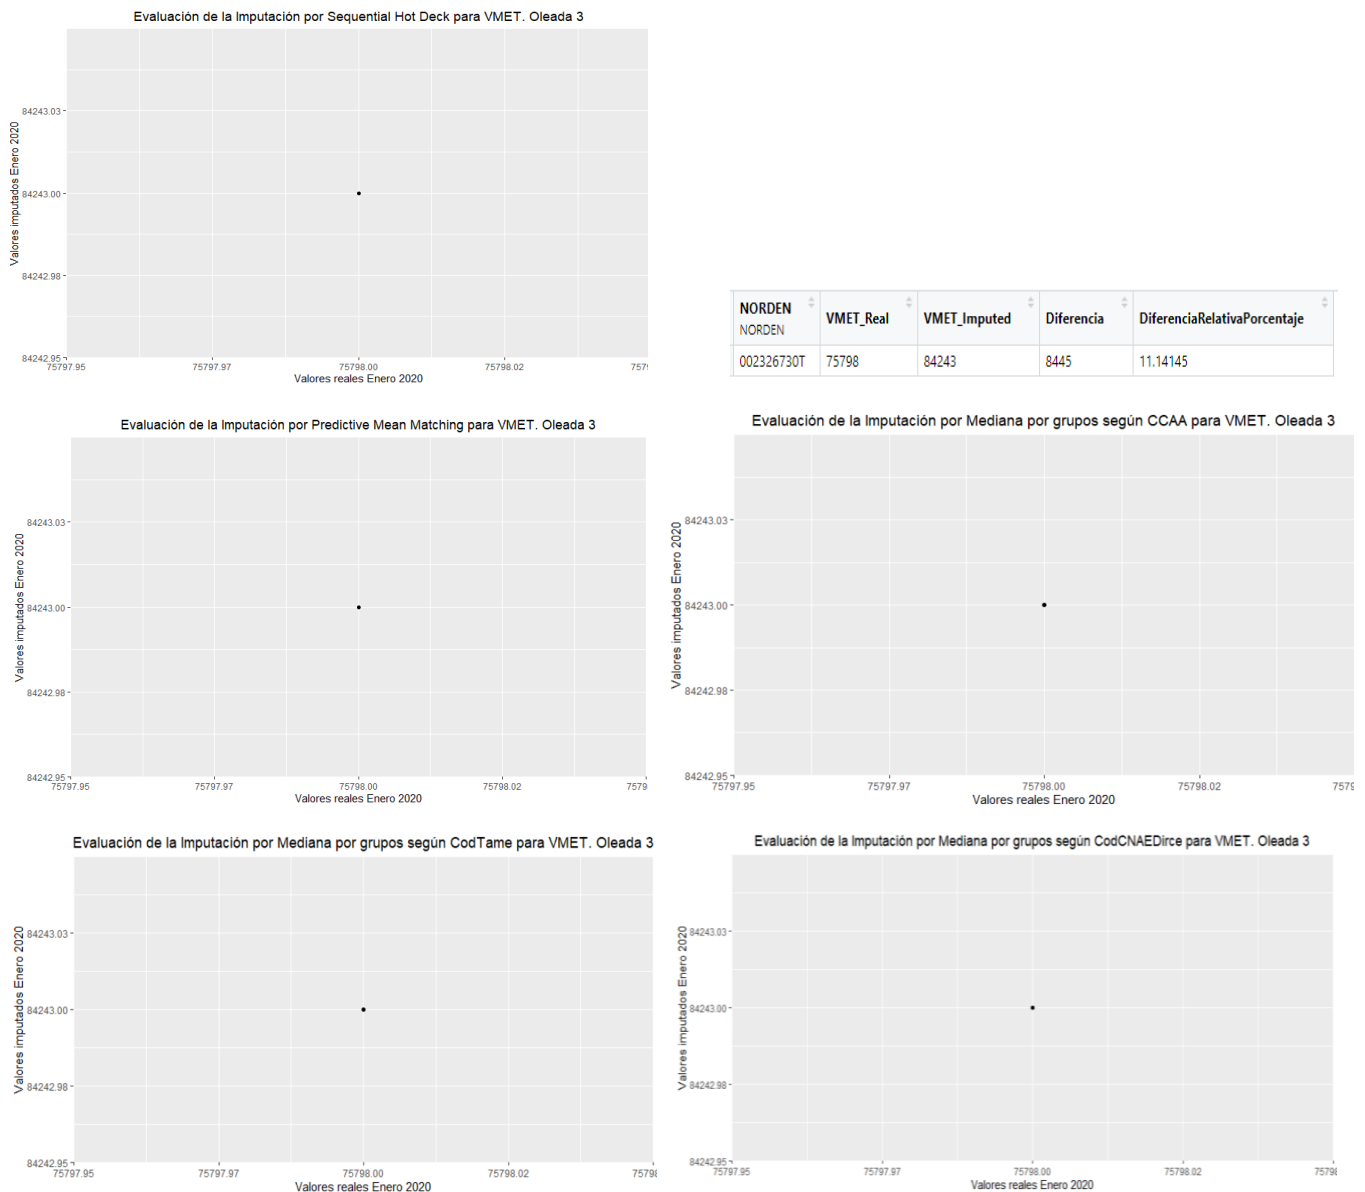 Evaluación de la Imputación por Sequential Hot Deck para VMET. Oleada 3
Valores imputados Enero 2020
84243.03
84243.00
84242.98
84242.95
75797.95 75797.97 75798.00 75798.02
Valores reales Enero 2020
NORDEN VMET_Real VMET_Imputed Diferencia DiferenciaRelativaPorcentaje
NORDEN
002326730T 75798 84243 8445 11.14145
Evaluación de la Imputación por Predictive Mean Matching para VMET. Oleada 3
Valores imputados Enero 2020
84243.03
84243.00
84242.98
84242.95
75797.95 75797.97 75798.00 75798.02 7579
Valores reales Enero 2020
Evaluación de la Imputación por Mediana por grupos según CCAA para VMET. Oleada 3
Valores imputados Enero 2020
84243.03
84243.00
84242.98
84242.95
75797.95 75797.97 75798.00 75798.02
Valores reales Enero 2020
Evaluación de la Imputación por Mediana por grupos según CodTame para VMET. Oleada 3
Valores imputados Enero 2020
84243.03
84243.00
84242.98
84242.95
75797.95 75797.97 75798.00 75798.02
Valores reales Enero 2020
Evaluación de la Imputación por Mediana por grupos según CodCNAEDirce para VMET. Oleada 3
Valores imputados Enero 2020
84243.03
84243.00
84242.98
84242.95
75797.95 75797.97 75798.00 75798.02
Valores reales Enero 2020